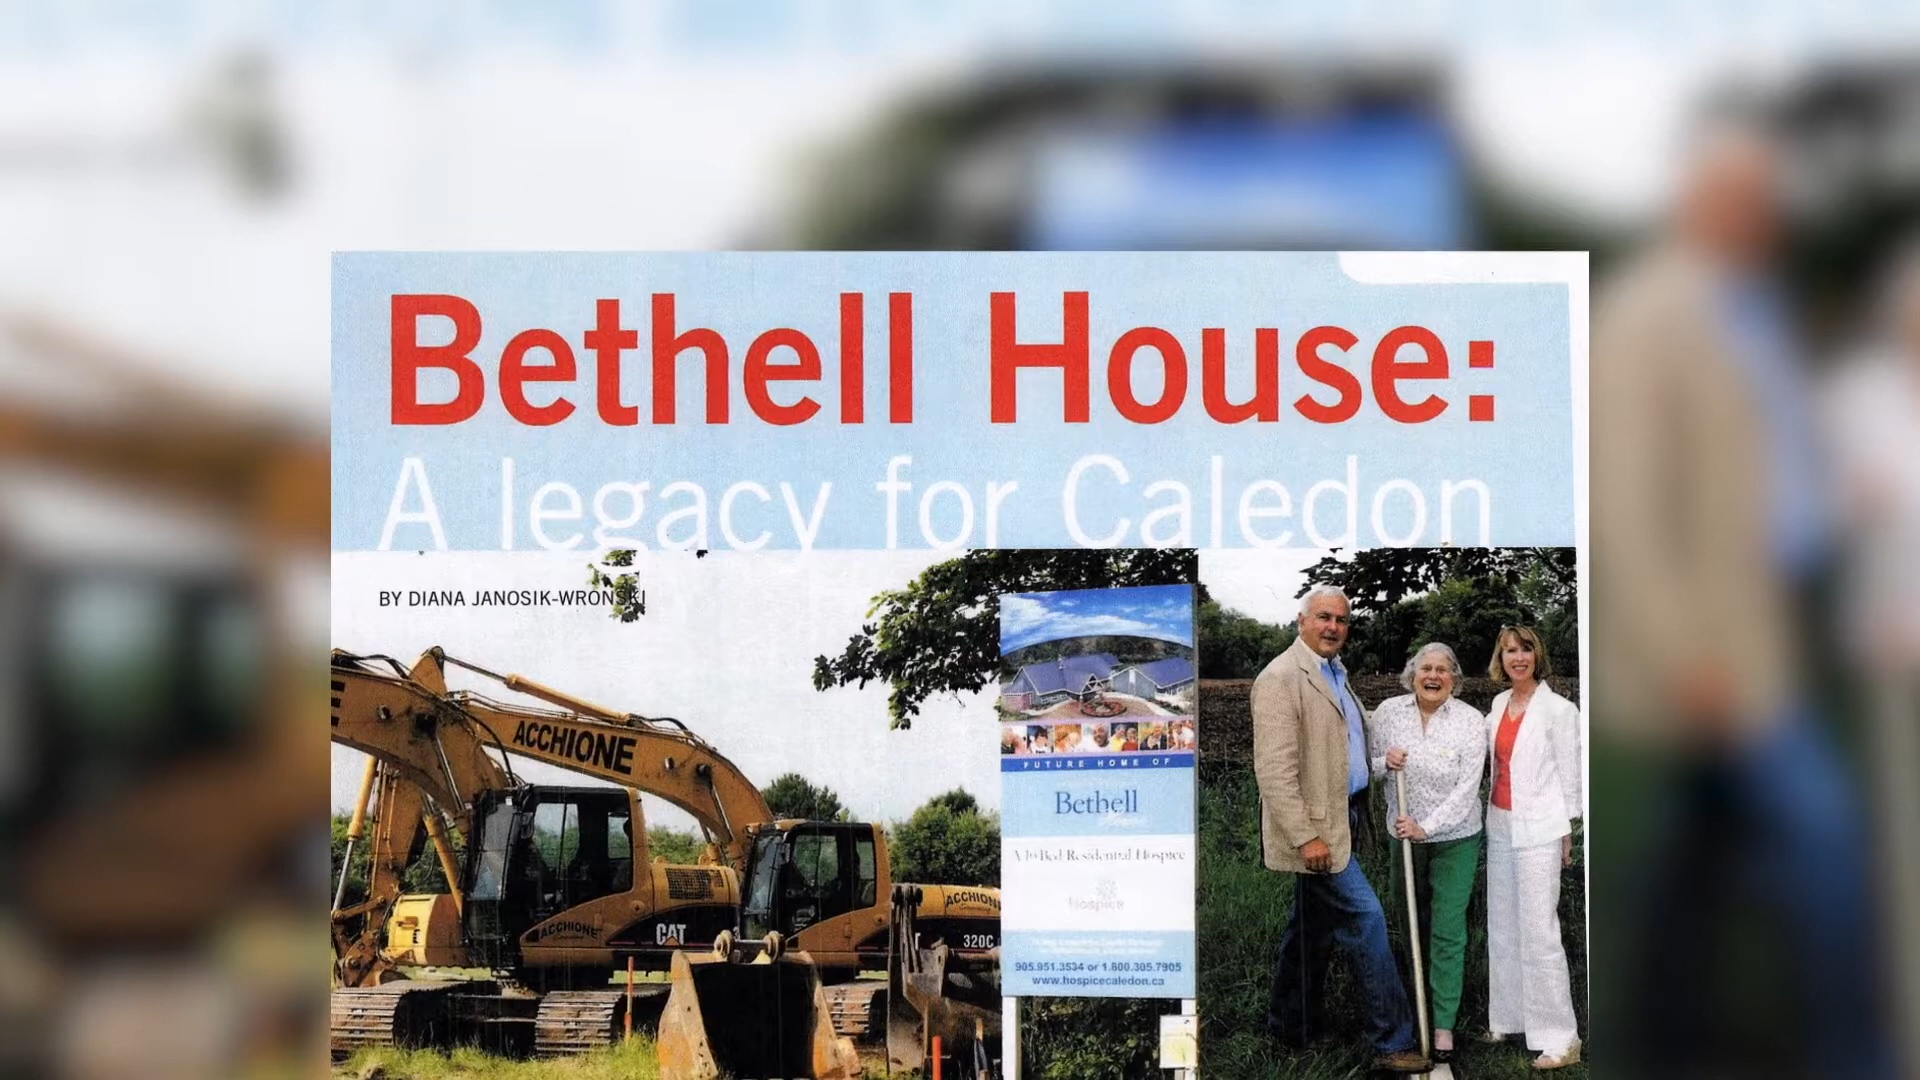 Bethell House:
A legacy for Caledon
BY DIANA JANOSIK-WRONSKI
ACCHIONE
ACCHIONE
CAT
ACCHIONE
320C
FUTURE HOME OF
Bethell
A 10 Bed Residential Hospice
Hospice
905.951.3534 or 1.800.305.7905
www.hospicecaledon.ca